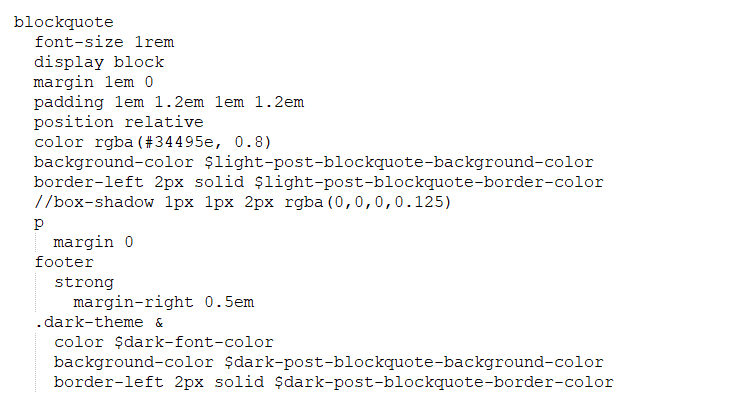 blockquote
  font-size 1rem
  display block
  margin 1em 0
  padding 1em 1.2em 1em 1.2em
  position relative
  color rgba(#34495e, 0.8)
  background-color $light-post-blockquote-background-color
  border-left 2px solid $light-post-blockquote-border-color
  //box-shadow 1px 1px 2px rgba(0,0,0,0.125)
  p
    margin 0
  footer
    strong
      margin-right 0.5em
  .dark-theme &
    color $dark-font-color
    background-color $dark-post-blockquote-background-color
    border-left 2px solid $dark-post-blockquote-border-color